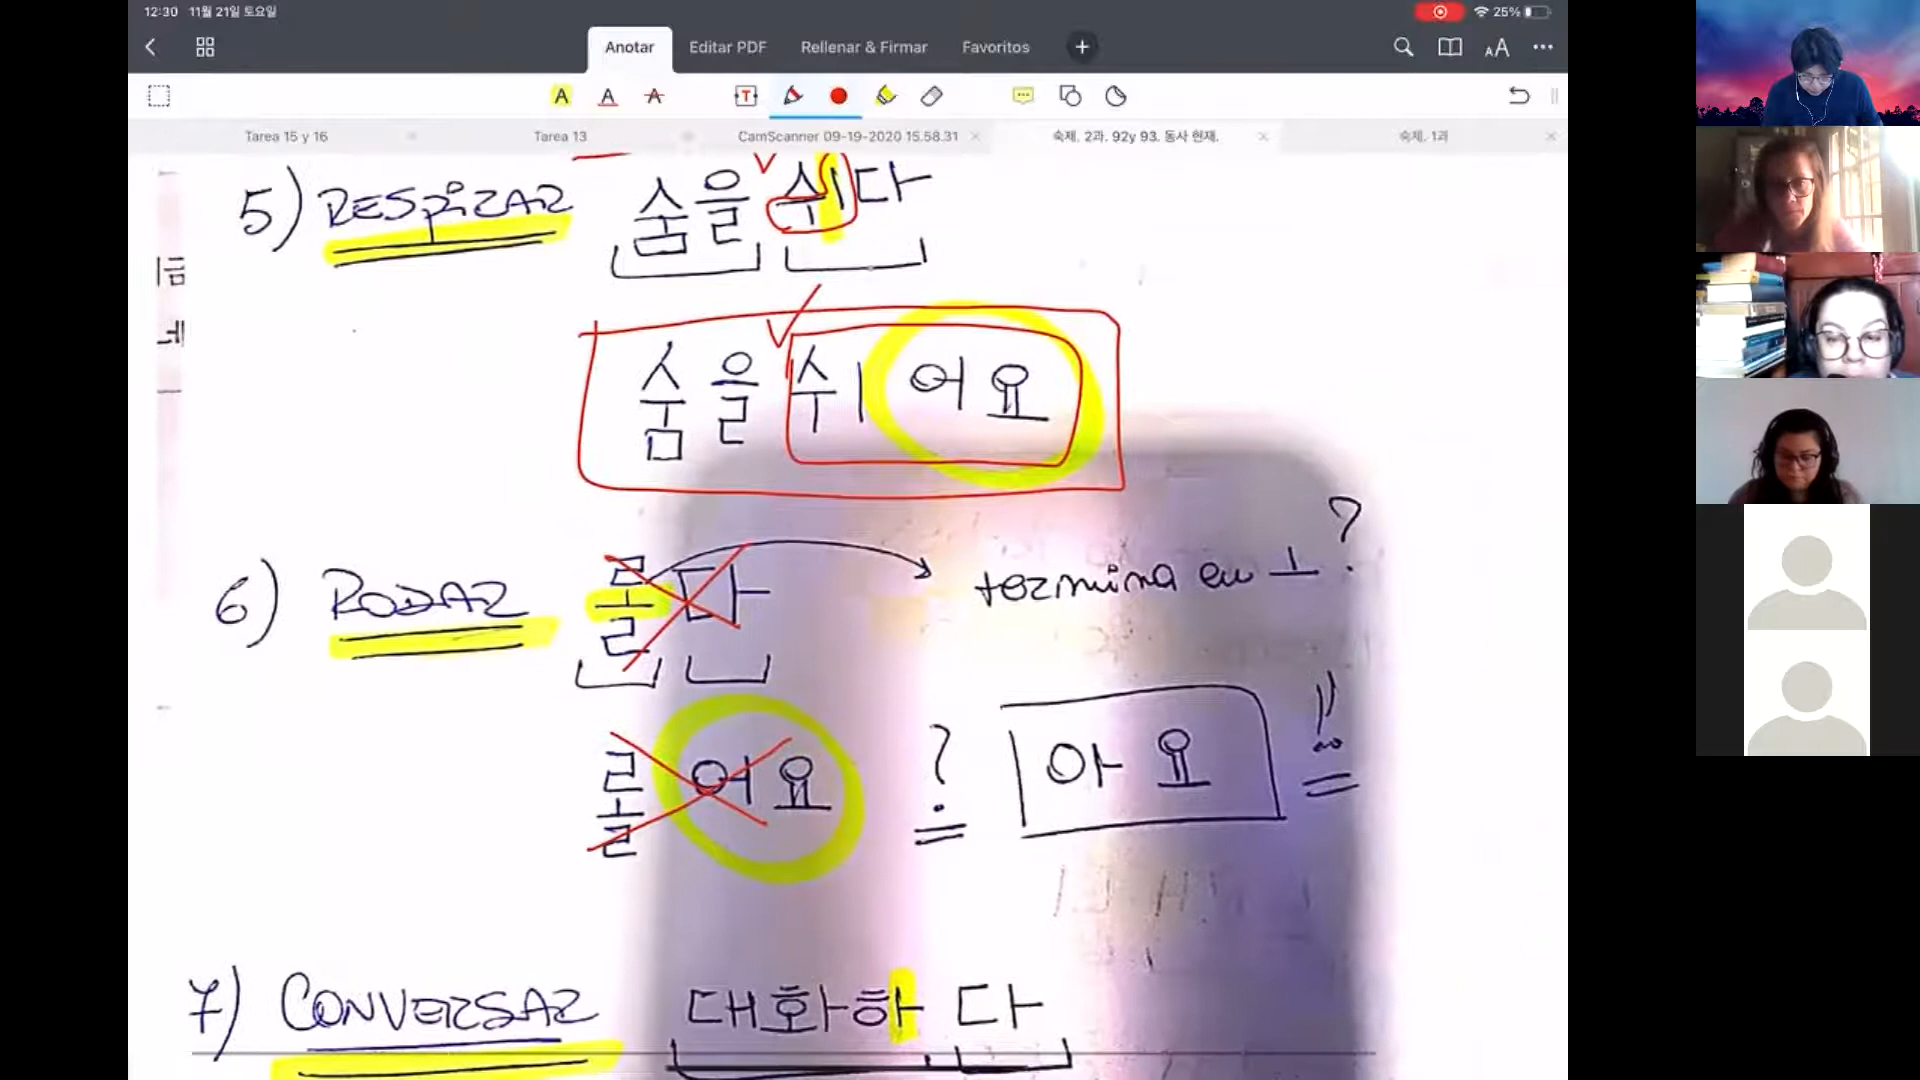 12:30 11월 21일 토요일 25%
Anotar Editar PDF Rellenar & Firmar Favoritos
Tarea 15 y 16 Tarea 13 CamScanner 09-19-2020 15.58.31 숙제. 2과. 92y 93. 동사 현재. 숙제. 1과
5) RESPIRAR 숨을 쉬다
숨을 쉬어요
6) RODAR 롤다 termina en ㅗ?
롤어요 ? 아요 !!
7) CONVERSAR 대화하다